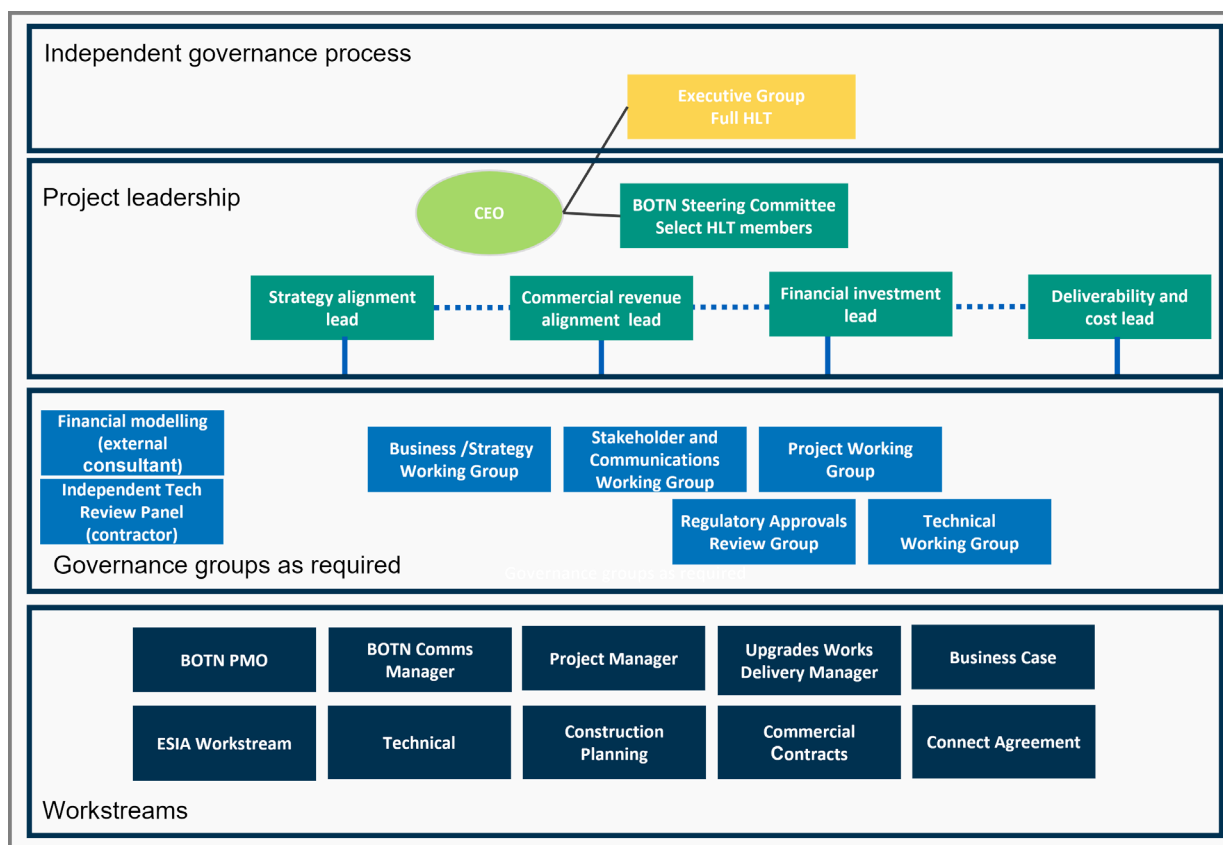 Independent governance process
Executive Group
Full HLT
Project leadership
CEO
BOTN Steering Committee
Select HLT members
Strategy alignment
lead
Commercial revenue
alignment lead
Financial investment
lead
Deliverability and
cost lead
Financial modelling
(external
consultant)
Independent Tech
Review Panel
(contractor)
Business /Strategy
Working Group
Stakeholder and
Communications
Working Group
Project Working
Group
Regulatory Approvals
Review Group
Technical
Working Group
Governance groups as required
Governance groups as required
BOTN PMO
BOTN Comms
Manager
Project Manager
Upgrades Works
Delivery Manager
Business Case
ESIA Workstream
Technical
Construction
Planning
Commercial
Contracts
Connect Agreement
Workstreams